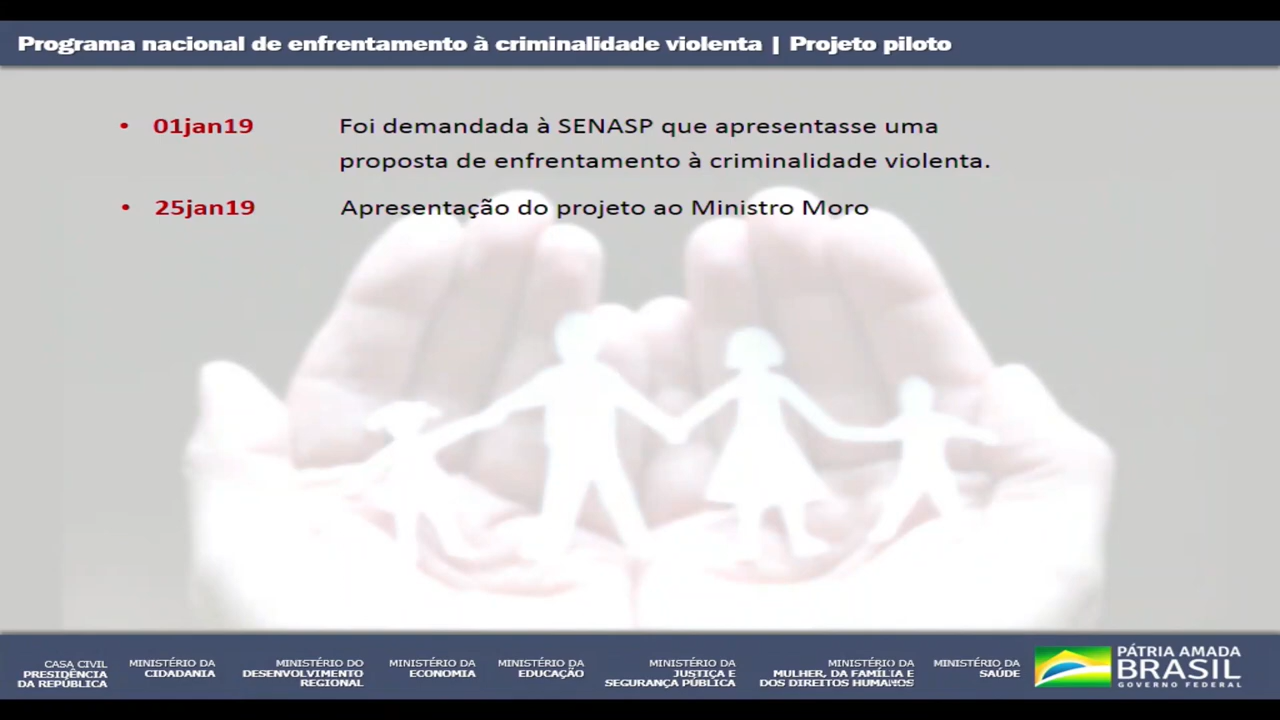 Programa nacional de enfrentamento à criminalidade violenta | Projeto piloto
• 01jan19 Foi demandada à SENASP que apresentasse uma
proposta de enfrentamento à criminalidade violenta.
• 25jan19 Apresentação do projeto ao Ministro Moro
CASA CIVIL
PRESIDÊNCIA
DA REPÚBLICA
MINISTÉRIO DA
CIDADANIA
MINISTÉRIO DO
DESENVOLVIMENTO
REGIONAL
MINISTÉRIO DA
ECONOMIA
MINISTÉRIO DA
EDUCAÇÃO
MINISTÉRIO DA
JUSTIÇA E
SEGURANÇA PÚBLICA
MINISTÉRIO DA
MULHER, DA FAMÍLIA E
DOS DIREITOS HUMANOS
MINISTÉRIO DA
SAÚDE
PÁTRIA AMADA
BRASIL
GOVERNO FEDERAL